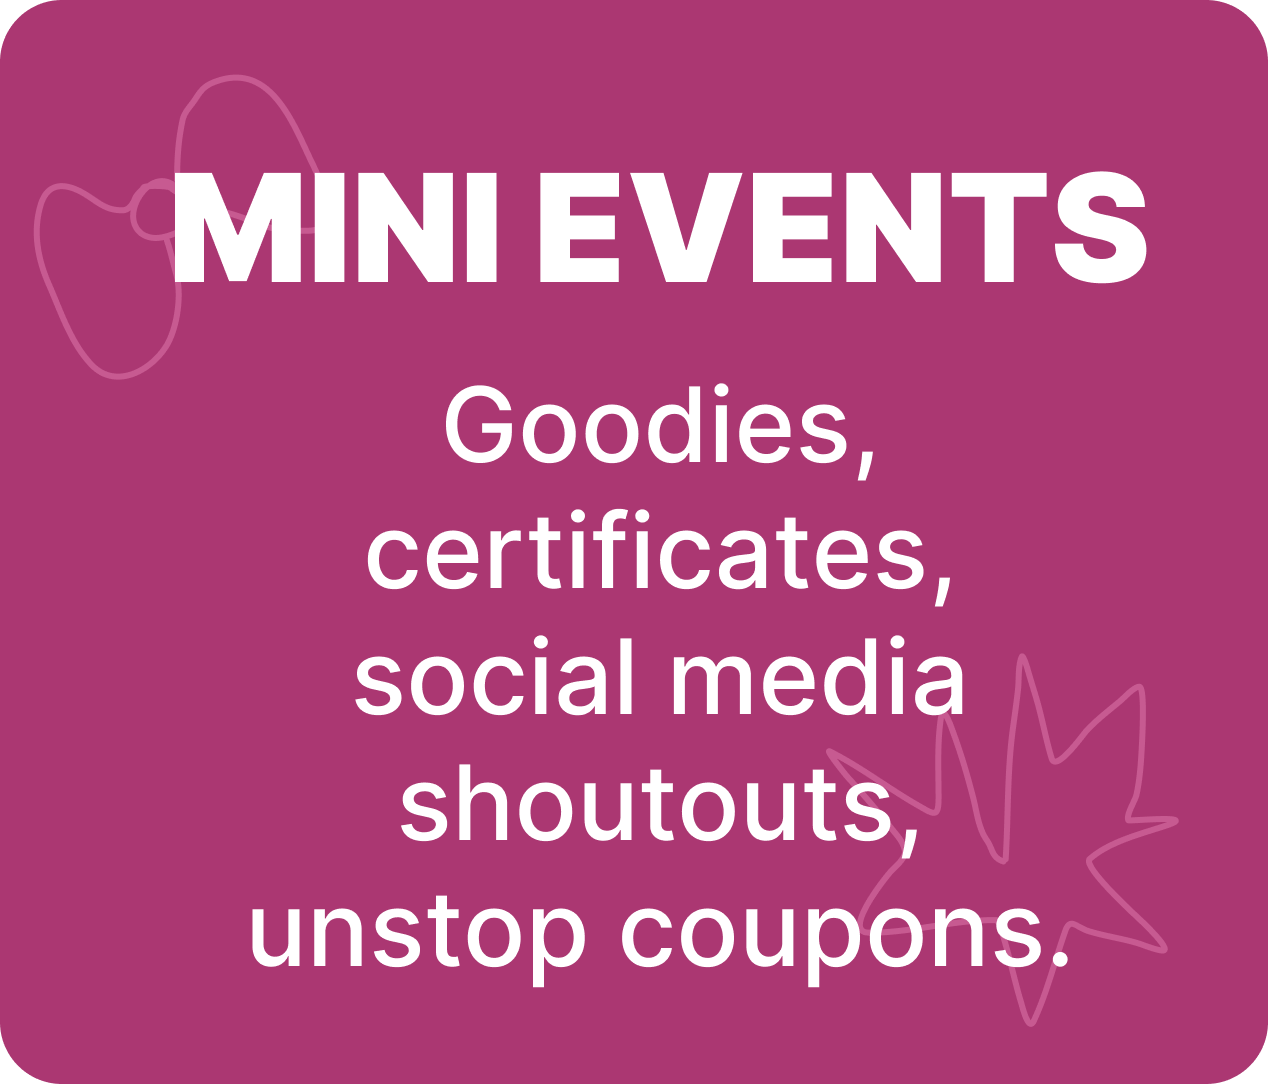 MINI EVENTS
Goodies,
certificates,
social media
shoutouts,
unstop coupons.